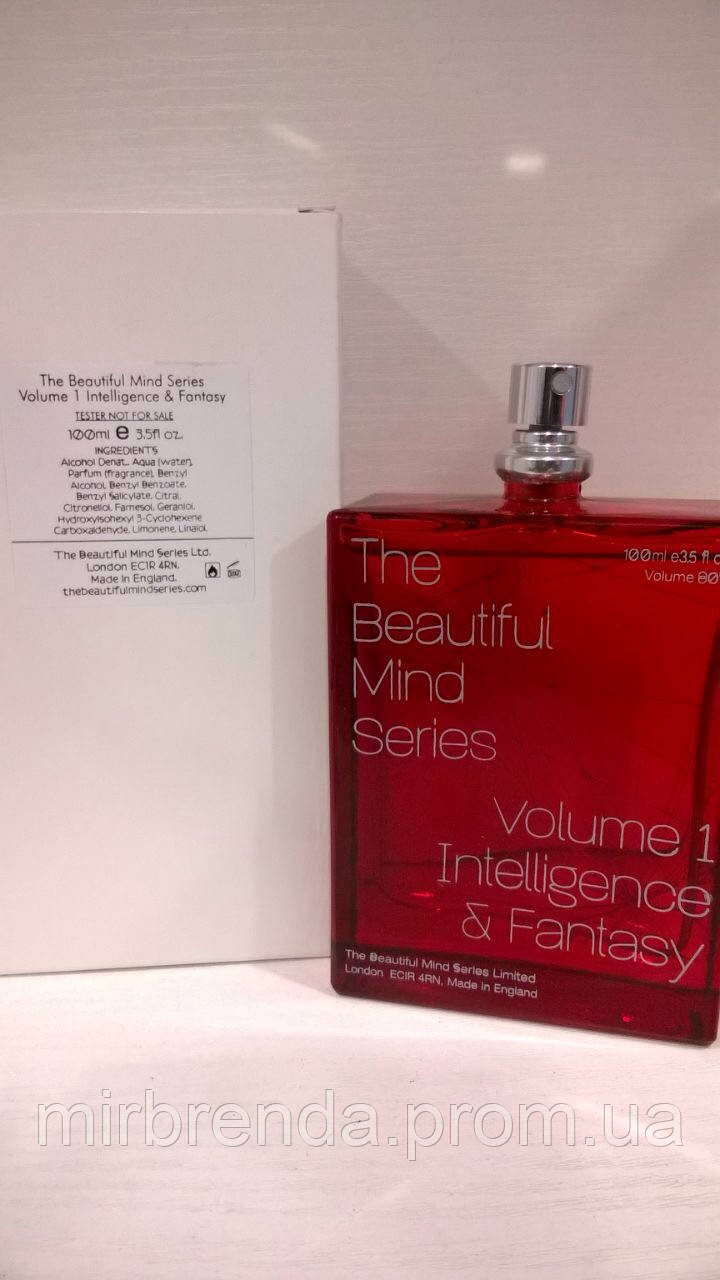 The Beautiful Mind Series
Volume 1 Intelligence & Fantasy
TESTER NOT FOR SALE
100ml e 3.5fl oz.
INGREDIENTS
Alcohol Denat., Aqua (water),
Parfum (fragrance), Benzyl
Alcohol, Benzyl Benzoate,
Benzyl Salicylate, Citral,
Citronellol, Farnesol, Geraniol,
Hydroxyisohexyl 3-Cyclohexene
Carboxaldehyde, Limonene, Linalol.
The Beautiful Mind Series Ltd.
London EC1R 4RN.
Made in England.
thebeautifulmindseries.com
100ml e3.5 fl
Volume
The
Beautiful
Mind
Series
Volume 1
Intelligence
& Fantasy
The Beautiful Mind Series Limited
London EC1R 4RN, Made in England
mirbrenda.prom.ua